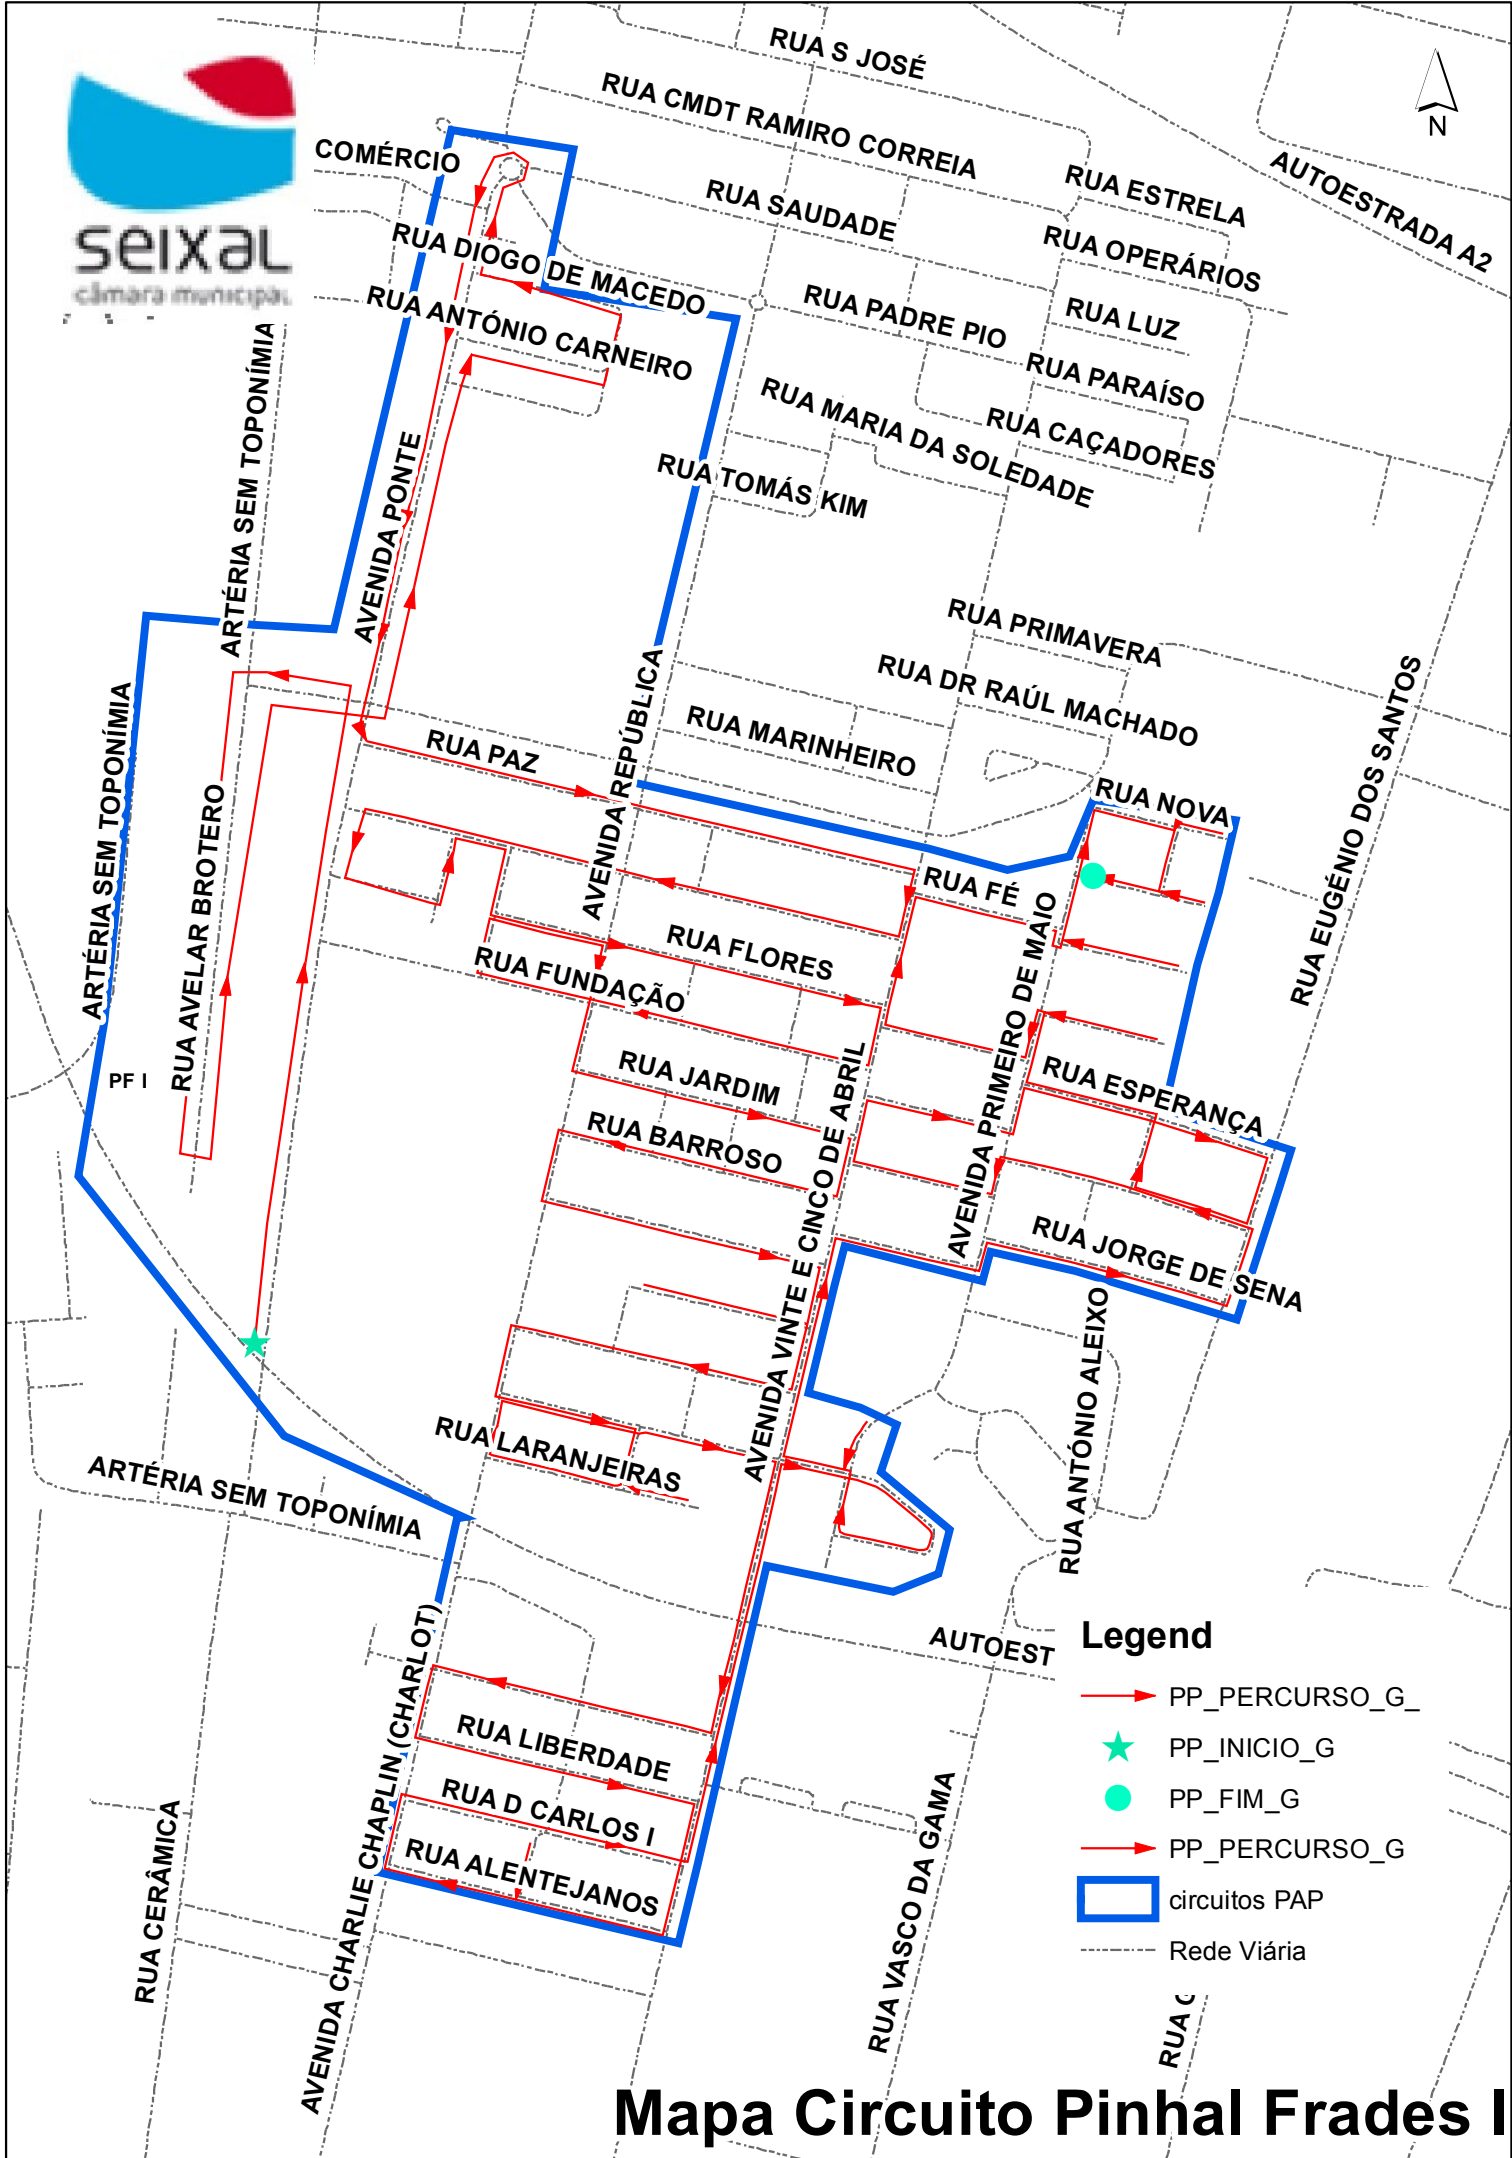 RUA S JOSÉ
RUA CMDT RAMIRO CORREIA
N
COMÉRCIO
AUTOESTRADA A2
RUA ESTRELA
RUA SAUDADE
seixal
câmara municipal
RUA DIOGO DE MACEDO
RUA OPERÁRIOS
RUA ANTÓNIO CARNEIRO
RUA PADRE PIO
RUA LUZ
RUA PARAÍSO
RUA MARIA DA SOLEDADE
RUA CAÇADORES
RUA TOMÁS KIM
ARTÉRIA SEM TOPONÍMIA
AVENIDA PONTE
RUA PRIMAVERA
RUA DR RAÚL MACHADO
RUA MARINHEIRO
RUA PAZ
AVENIDA REPÚBLICA
RUA NOVA
RUA EUGÉNIO DOS SANTOS
ARTÉRIA SEM TOPONÍMIA
RUA AVELAR BROTERO
RUA FÉ
RUA FLORES
RUA FUNDAÇÃO
AVENIDA PRIMEIRO DE MAIO
PF I
RUA JARDIM
RUA ESPERANÇA
RUA BARROSO
AVENIDA VINTE E CINCO DE ABRIL
RUA JORGE DE SENA
RUA ANTÓNIO ALEIXO
RUA LARANJEIRAS
ARTÉRIA SEM TOPONÍMIA
AUTOEST
AVENIDA CHARLIE CHAPLIN (CHARLOT)
RUA LIBERDADE
RUA D CARLOS I
RUA ALENTEJANOS
RUA CERÂMICA
RUA VASCO DA GAMA
Legend
PP_PERCURSO_G_
PP_INICIO_G
PP_FIM_G
PP_PERCURSO_G
circuitos PAP
Rede Viária
RUA
Mapa Circuito Pinhal Frades I